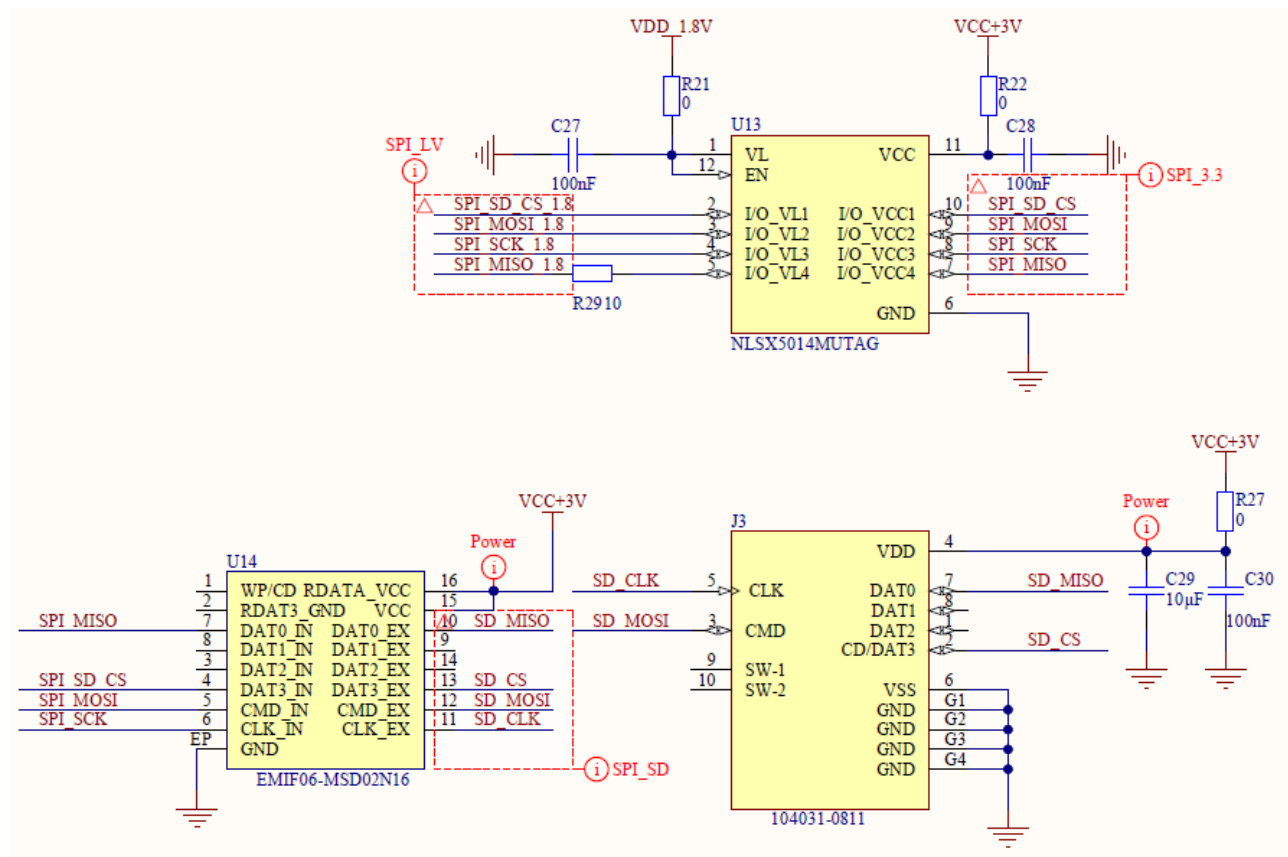 VDD_1.8V
VCC+3V
R21
0
R22
0
C27
100nF
U13
C28
100nF
SPI_LV
i
SPI_3.3
i
1 VL VCC 11
12 EN
SPI_SD_CS_1.8 2 I/O_VL1 I/O_VCC1 10 SPI_SD_CS
SPI_MOSI_1.8 3 I/O_VL2 I/O_VCC2 9 SPI_MOSI
SPI_SCK_1.8 4 I/O_VL3 I/O_VCC3 8 SPI_SCK
SPI_MISO_1.8 5 I/O_VL4 I/O_VCC4 7 SPI_MISO
R2910
GND 6
NLSX5014MUTAG
VCC+3V
R27
0
Power
i
C29
10µF
C30
100nF
VCC+3V
Power
i
U14
1 WP/CD RDATA_VCC 16
2 RDAT3_GND VCC 15
SPI_MISO 7 DAT0_IN DAT0_EX 10 SD_MISO
8 DAT1_IN DAT1_EX 9
3 DAT2_IN DAT2_EX 14
SPI_SD_CS 4 DAT3_IN DAT3_EX 13 SD_CS
SPI_MOSI 5 CMD_IN CMD_EX 12 SD_MOSI
SPI_SCK 6 CLK_IN CLK_EX 11 SD_CLK
EP GND
EMIF06-MSD02N16
i SPI_SD
J3
VDD 4
SD_CLK 5 CLK DAT0 7 SD_MISO
DAT1 8
SD_MOSI 3 CMD DAT2 1
CD/DAT3 2 SD_CS
9 SW-1
10 SW-2 VSS 6
GND G1
GND G2
GND G3
GND G4
104031-0811